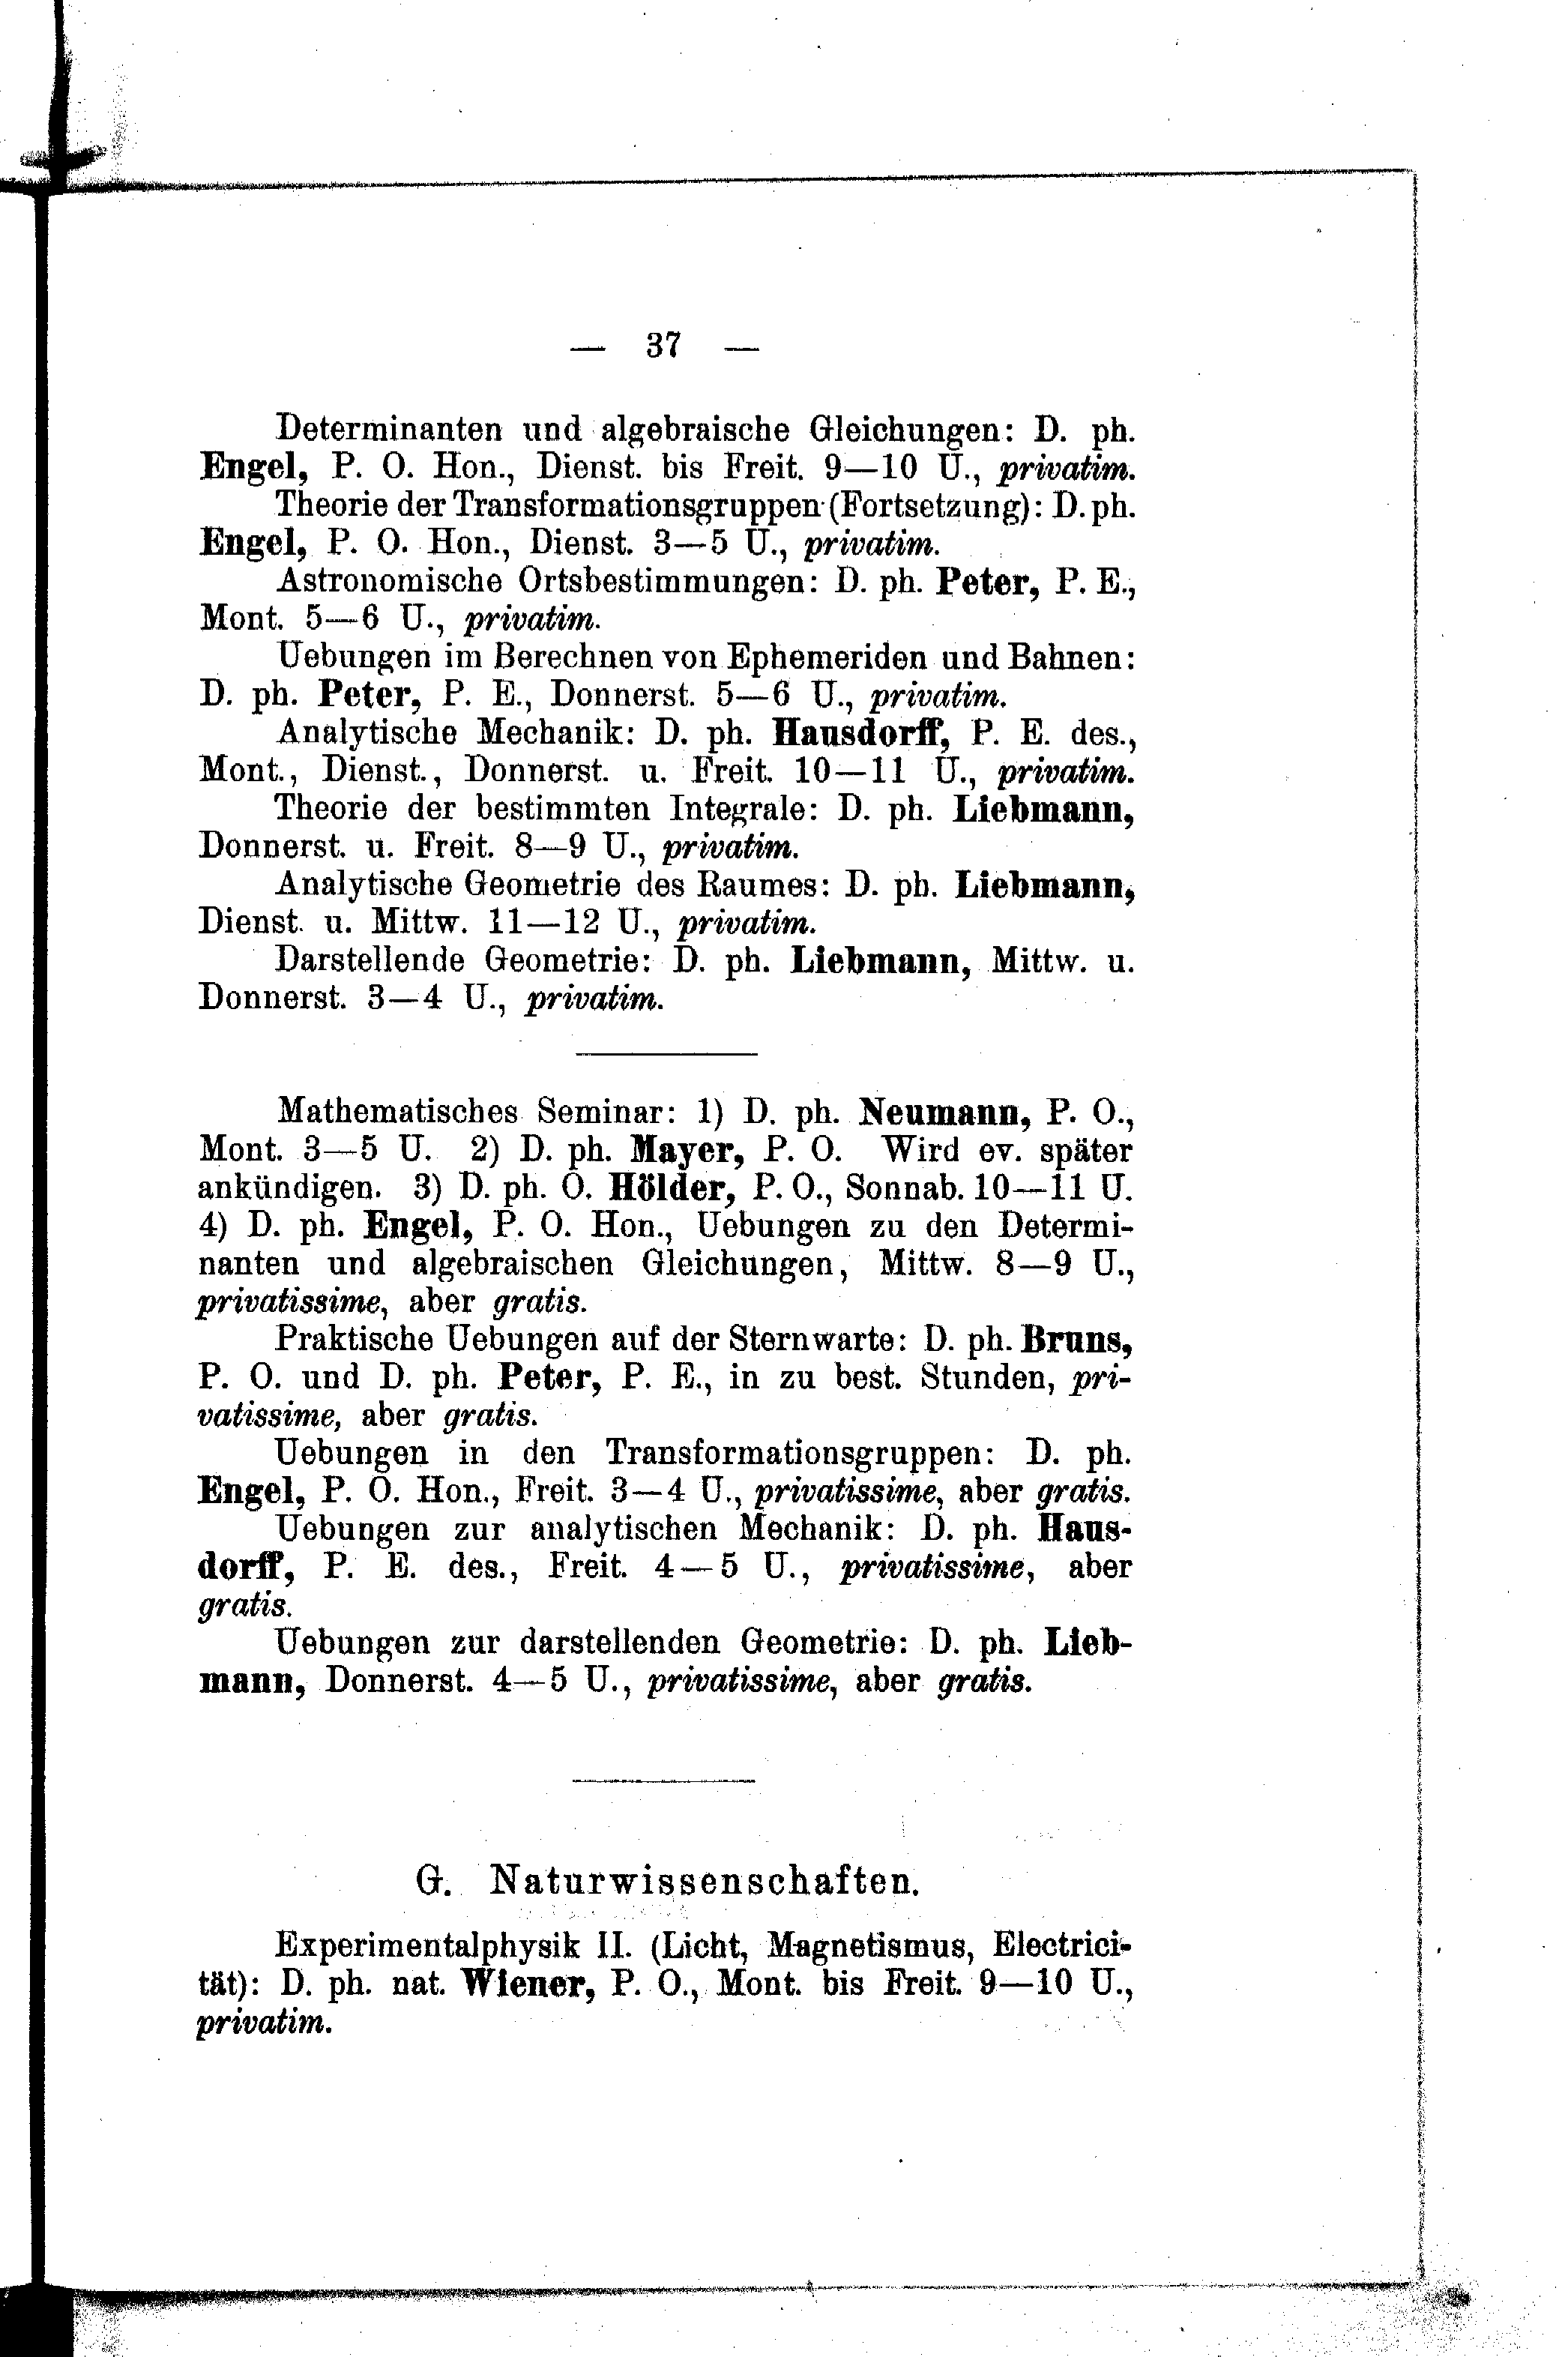 — 37 —
Determinanten und algebraische Gleichungen: D. ph.
Engel, P. O. Hon., Dienst. bis Freit. 9—10 U., privatim.
Theorie der Transformationsgruppen (Fortsetzung): D. ph.
Engel, P. O. Hon., Dienst. 3—5 U., privatim.
Astronomische Ortsbestimmungen: D. ph. Peter, P. E.,
Mont. 5—6 U., privatim.
Uebungen im Berechnen von Ephemeriden und Bahnen:
D. ph. Peter, P. E., Donnerst. 5—6 U., privatim.
Analytische Mechanik: D. ph. Hausdorff, P. E. des.,
Mont., Dienst., Donnerst. u. Freit. 10—11 U., privatim.
Theorie der bestimmten Integrale: D. ph. Liebmann,
Donnerst. u. Freit. 8—9 U., privatim.
Analytische Geometrie des Raumes: D. ph. Liebmann,
Dienst. u. Mittw. 11—12 U., privatim.
Darstellende Geometrie: D. ph. Liebmann, Mittw. u.
Donnerst. 3—4 U., privatim.
Mathematisches Seminar: 1) D. ph. Neumann, P. O.,
Mont. 3—5 U. 2) D. ph. Mayer, P. O. Wird ev. später
ankündigen. 3) D. ph. O. Hölder, P. O., Sonnab. 10—11 U.
4) D. ph. Engel, P. O. Hon., Uebungen zu den Determi-
nanten und algebraischen Gleichungen, Mittw. 8—9 U.,
privatissime, aber gratis.
Praktische Uebungen auf der Sternwarte: D. ph. Bruns,
P. O. und D. ph. Peter, P. E., in zu best. Stunden, pri-
vatissime, aber gratis.
Uebungen in den Transformationsgruppen: D. ph.
Engel, P. O. Hon., Freit. 3—4 U., privatissime, aber gratis.
Uebungen zur analytischen Mechanik: D. ph. Haus-
dorff, P. E. des., Freit. 4—5 U., privatissime, aber
gratis.
Uebungen zur darstellenden Geometrie: D. ph. Lieb-
mann, Donnerst. 4—5 U., privatissime, aber gratis.
G. Naturwissenschaften.
Experimentalphysik II. (Licht, Magnetismus, Electrici-
tät): D. ph. nat. Wiener, P. O., Mont. bis Freit. 9—10 U.,
privatim.